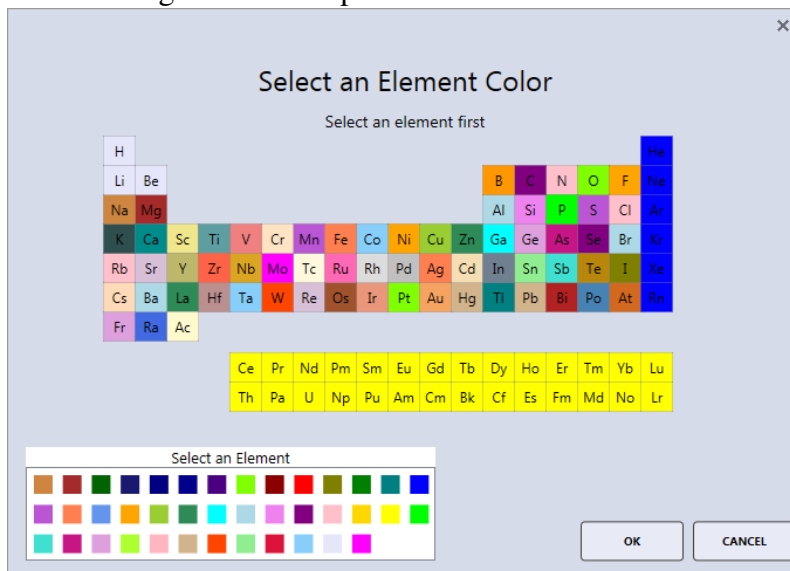 ×
Select an Element Color
Select an element first
H He
Li Be B C N O F Ne
Na Mg Al Si P S Cl Ar
K Ca Sc Ti V Cr Mn Fe Co Ni Cu Zn Ga Ge As Se Br Kr
Rb Sr Y Zr Nb Mo Tc Ru Rh Pd Ag Cd In Sn Sb Te I Xe
Cs Ba La Hf Ta W Re Os Ir Pt Au Hg Tl Pb Bi Po At Rn
Fr Ra Ac
Ce Pr Nd Pm Sm Eu Gd Tb Dy Ho Er Tm Yb Lu
Th Pa U Np Pu Am Cm Bk Cf Es Fm Md No Lr
Select an Element
OK CANCEL